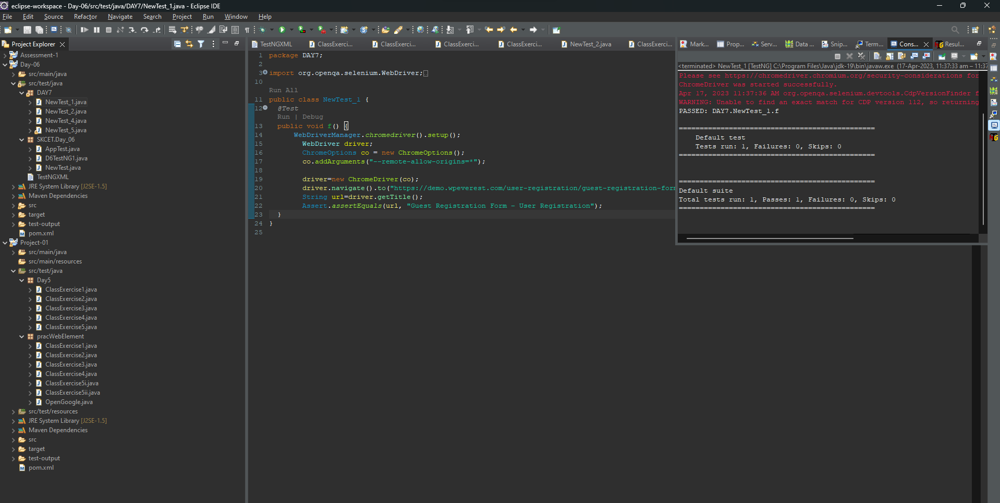 eclipse-workspace - Day-06/src/test/java/DAY7/NewTest_1.java - Eclipse IDE
File Edit Source Refactor Navigate Search Project Run Window Help
Project Explorer
Assessment-1
Day-06
src/main/java
src/test/java
DAY7
NewTest_1.java
NewTest_2.java
NewTest_4.java
NewTest_5.java
SKCET.Day_06
AppTest.java
D6TestNG1.java
NewTest.java
TestNGXML
JRE System Library [J2SE-1.5]
Maven Dependencies
src
target
test-output
pom.xml
Project-01
src/main/java
src/main/resources
src/test/java
Day5
ClassExercise1.java
ClassExercise2.java
ClassExercise3.java
ClassExercise4.java
ClassExercise5.java
pracWebElement
ClassExercise1.java
ClassExercise2.java
ClassExercise3.java
ClassExercise4.java
ClassExercise5i.java
ClassExercise5ii.java
OpenGoogle.java
src/test/resources
JRE System Library [J2SE-1.5]
Maven Dependencies
src
target
test-output
pom.xml
TestNGXML ClassExerci... ClassExerci... ClassExerci... ClassExerci... NewTest_2.java ClassExerci...
1 package DAY7;
2
3 import org.openqa.selenium.WebDriver;
10
Run All
11 public class NewTest_1 {
12 @Test
Run | Debug
13 public void f() {
14 WebDriverManager.chromedriver().setup();
15 WebDriver driver;
16 ChromeOptions co = new ChromeOptions();
17 co.addArguments("--remote-allow-origins=*");
18
19 driver=new ChromeDriver(co);
20 driver.navigate().to("https://demo.wpeverest.com/user-registration/guest-registration-form
21 String url=driver.getTitle();
22 Assert.assertEquals(url, "Guest Registration Form – User Registration");
23 }
24 }
25
Mark... Prop... Serv... Data ... Snip... Term... Cons... Resul...
<terminated> NewTest_1 [TestNG] C:\Program Files\Java\jdk-19\bin\javaw.exe (17-Apr-2023, 11:37:33 am – 11:37
Please see https://chromedriver.chromium.org/security-considerations for
ChromeDriver was started successfully.
Apr 17, 2023 11:37:36 AM org.openqa.selenium.devtools.CdpVersionFinder f
WARNING: Unable to find an exact match for CDP version 112, so returning
PASSED: DAY7.NewTest_1.f
===============================================
Default test
Tests run: 1, Failures: 0, Skips: 0
===============================================
===============================================
Default suite
Total tests run: 1, Passes: 1, Failures: 0, Skips: 0
===============================================